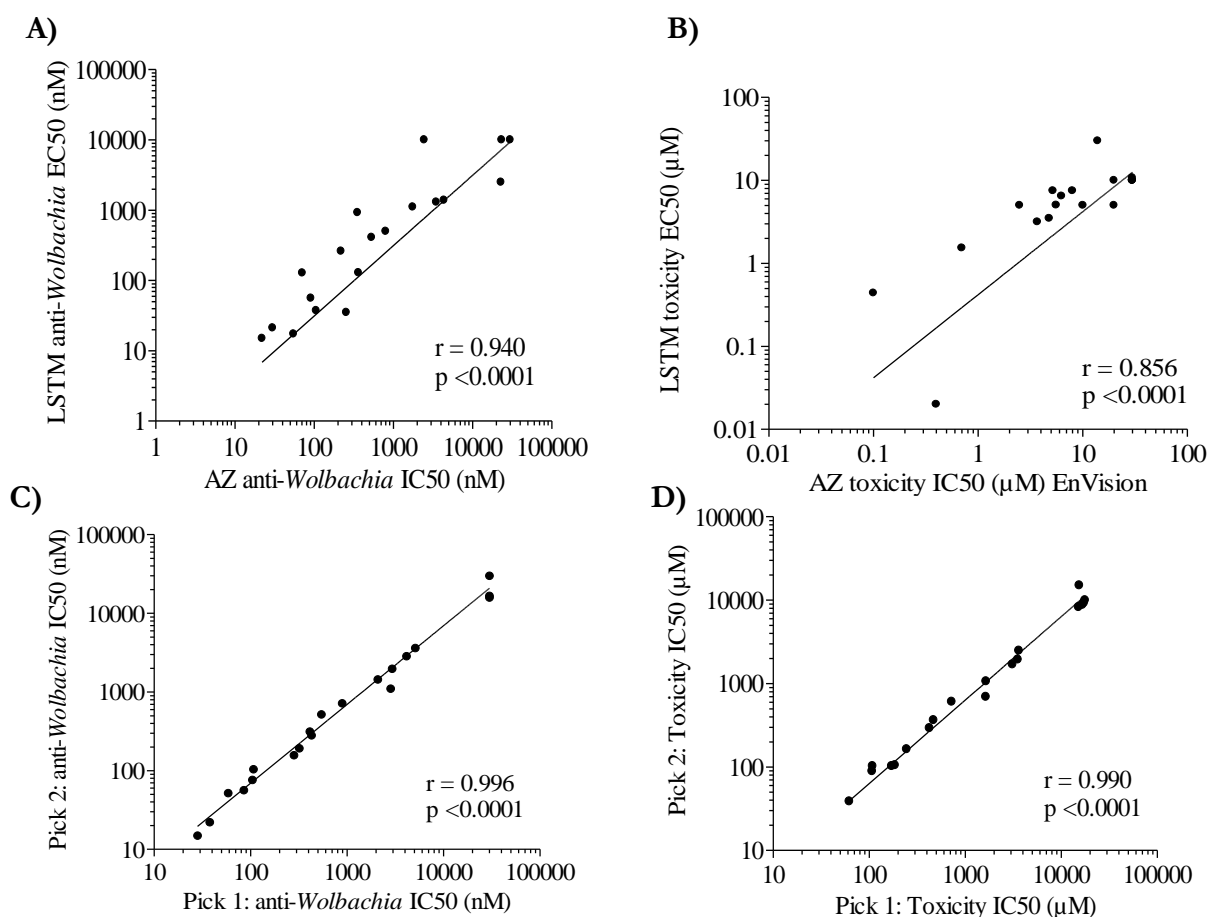 A)
LSTM anti-Wolbachia EC50 (nM)
100000
10000
1000
100
10
1
1 10 100 1000 10000 100000
AZ anti-Wolbachia IC50 (nM)
r = 0.940
p <0.0001
B)
LSTM toxicity EC50 (µM)
100
10
1
0.1
0.01
0.01 0.1 1 10 100
AZ toxicity IC50 (µM) EnVision
r = 0.856
p <0.0001
C)
Pick 2: anti-Wolbachia IC50 (nM)
100000
10000
1000
100
10
10 100 1000 10000 100000
Pick 1: anti-Wolbachia IC50 (nM)
r = 0.996
p <0.0001
D)
Pick 2: Toxicity IC50 (µM)
100000
10000
1000
100
10
10 100 1000 10000 100000
Pick 1: Toxicity IC50 (µM)
r = 0.990
p <0.0001